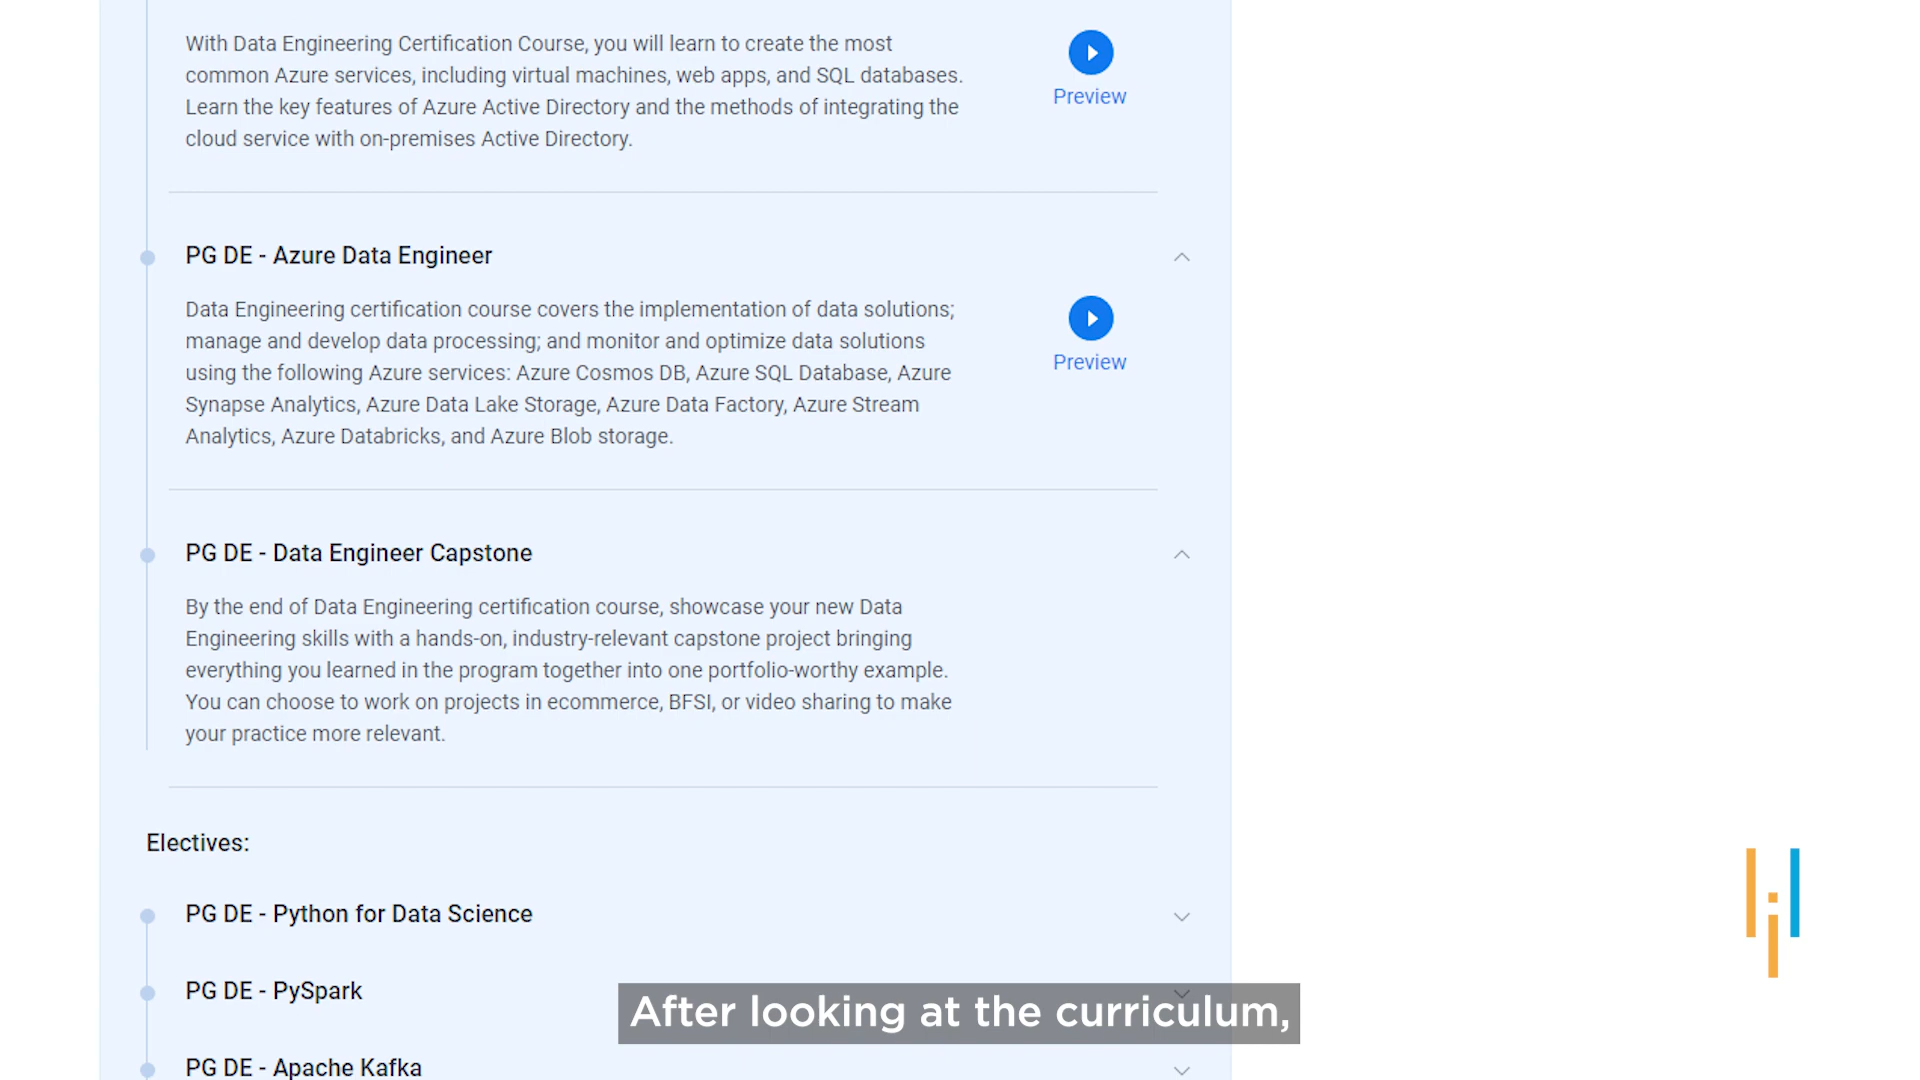 With Data Engineering Certification Course, you will learn to create the most
common Azure services, including virtual machines, web apps, and SQL databases.
Learn the key features of Azure Active Directory and the methods of integrating the
cloud service with on-premises Active Directory.
Preview
PG DE - Azure Data Engineer
Data Engineering certification course covers the implementation of data solutions;
manage and develop data processing; and monitor and optimize data solutions
using the following Azure services: Azure Cosmos DB, Azure SQL Database, Azure
Synapse Analytics, Azure Data Lake Storage, Azure Data Factory, Azure Stream
Analytics, Azure Databricks, and Azure Blob storage.
Preview
PG DE - Data Engineer Capstone
By the end of Data Engineering certification course, showcase your new Data
Engineering skills with a hands-on, industry-relevant capstone project bringing
everything you learned in the program together into one portfolio-worthy example.
You can choose to work on projects in ecommerce, BFSI, or video sharing to make
your practice more relevant.
Electives:
PG DE - Python for Data Science
PG DE - PySpark
After looking at the curriculum,
PG DE - Apache Kafka